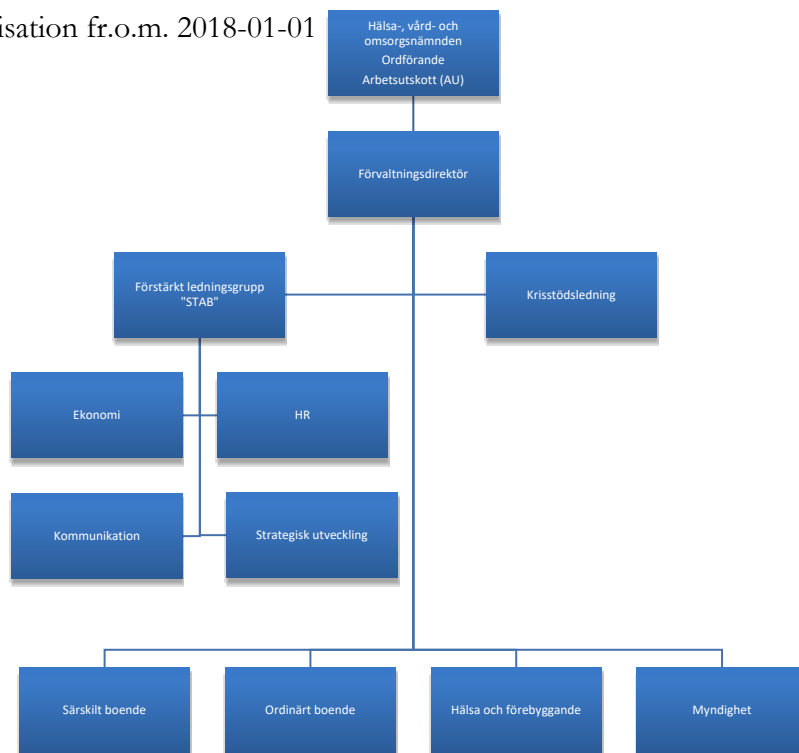 isation fr.o.m. 2018-01-01
Hälsa-, vård- och
omsorgsnämnden
Ordförande
Arbetsutskott (AU)
Förvaltningsdirektör
Förstärkt ledningsgrupp
"STAB"
Krisstödsledning
Ekonomi
HR
Kommunikation
Strategisk utveckling
Särskilt boende
Ordinärt boende
Hälsa och förebyggande
Myndighet